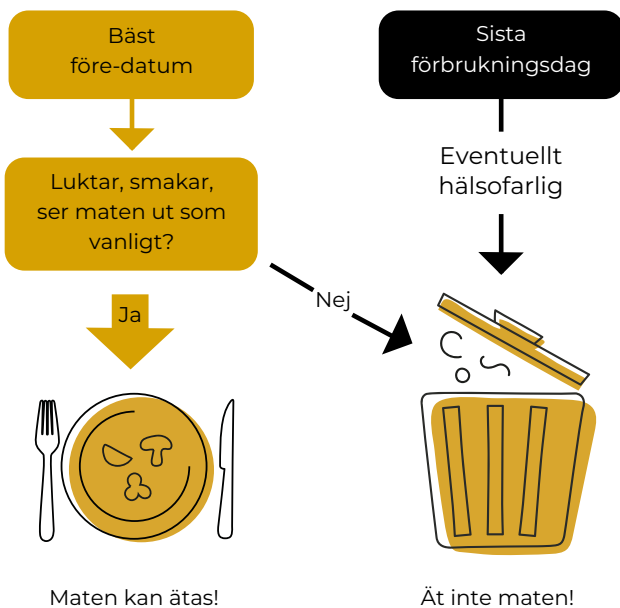 Bäst
före-datum
Sista
förbrukningsdag
Luktar, smakar,
ser maten ut som
vanligt?
Eventuellt
hälsofarlig
Ja
Nej
Maten kan ätas!
Ät inte maten!